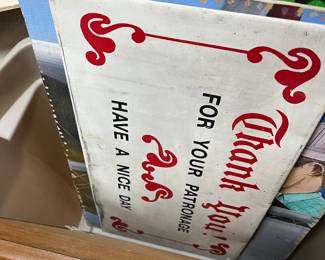 Thank You
FOR YOUR PATRONAGE
HAVE A NICE DAY